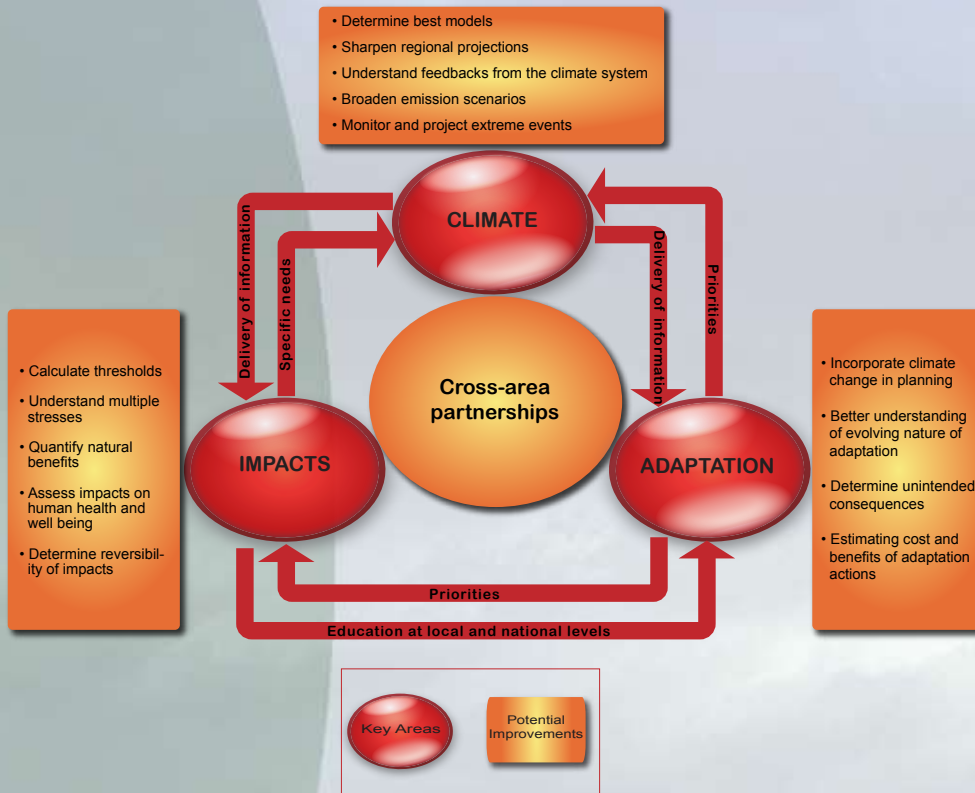 • Determine best models
• Sharpen regional projections
• Understand feedbacks from the climate system
• Broaden emission scenarios
• Monitor and project extreme events
CLIMATE
Delivery of information
Specific needs
Delivery of information
Priorities
• Calculate thresholds
• Understand multiple
stresses
• Quantify natural
benefits
• Assess impacts on
human health and
well being
• Determine reversibil-
ity of impacts
IMPACTS
Cross-area
partnerships
ADAPTATION
• Incorporate climate
change in planning
• Better understanding
of evolving nature of
adaptation
• Determine unintended
consequences
• Estimating cost and
benefits of adaptation
actions
Priorities
Education at local and national levels
Key Areas
Potential
Improvements